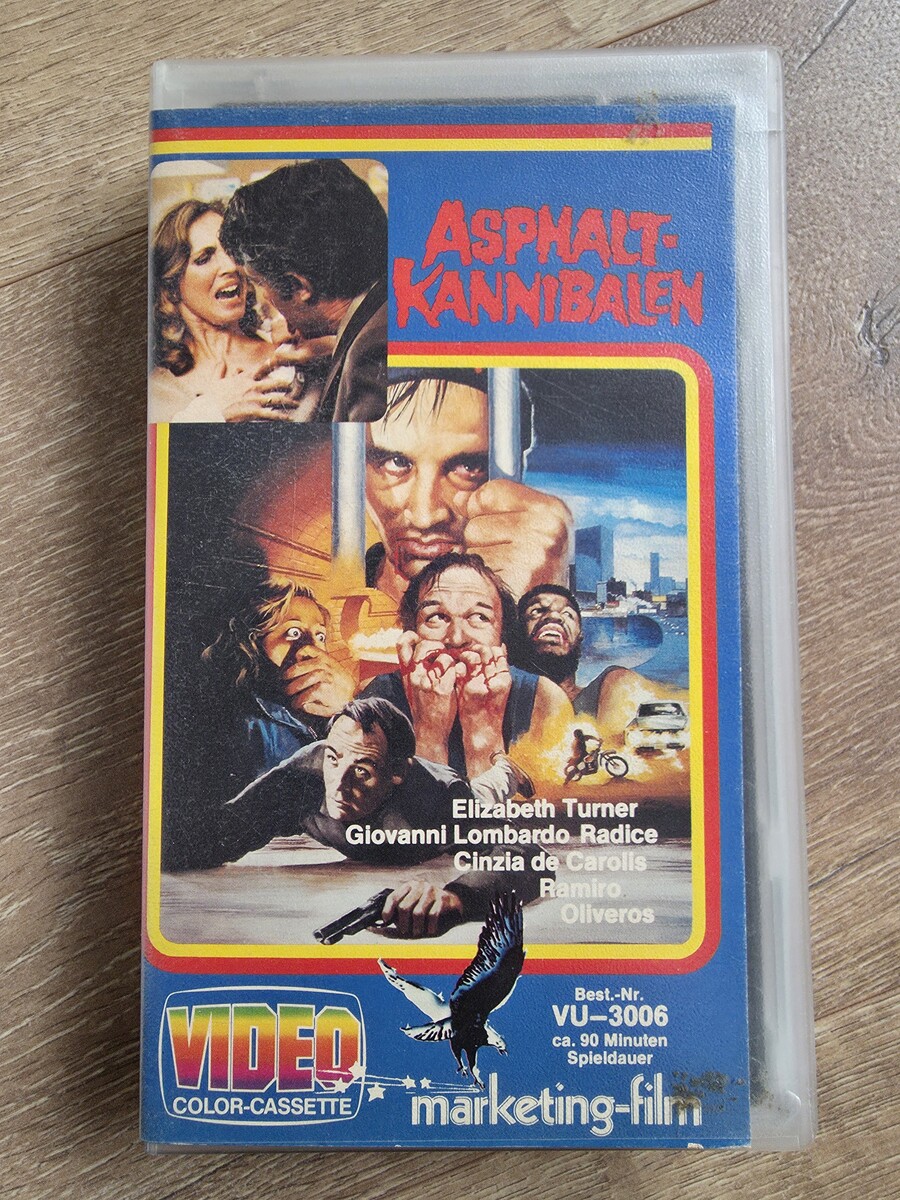 ASPHALT-
KANNIBALEN
Elizabeth Turner
Giovanni Lombardo Radice
Cinzia de Carolis
Ramiro
Oliveros
Best.-Nr.
VU-3006
ca. 90 Minuten
Spieldauer
VIDEO
COLOR-CASSETTE
marketing-film